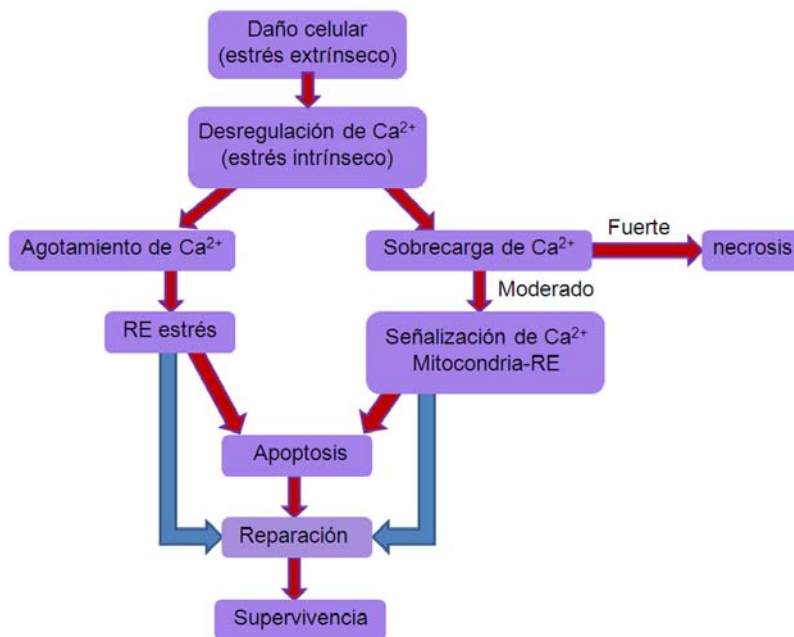 Daño celular
(estrés extrínseco)
Desregulación de Ca²⁺
(estrés intrínseco)
Agotamiento de Ca²⁺
Sobrecarga de Ca²⁺
Fuerte
necrosis
Moderado
RE estrés
Señalización de Ca²⁺
Mitocondria-RE
Apoptosis
Reparación
Supervivencia